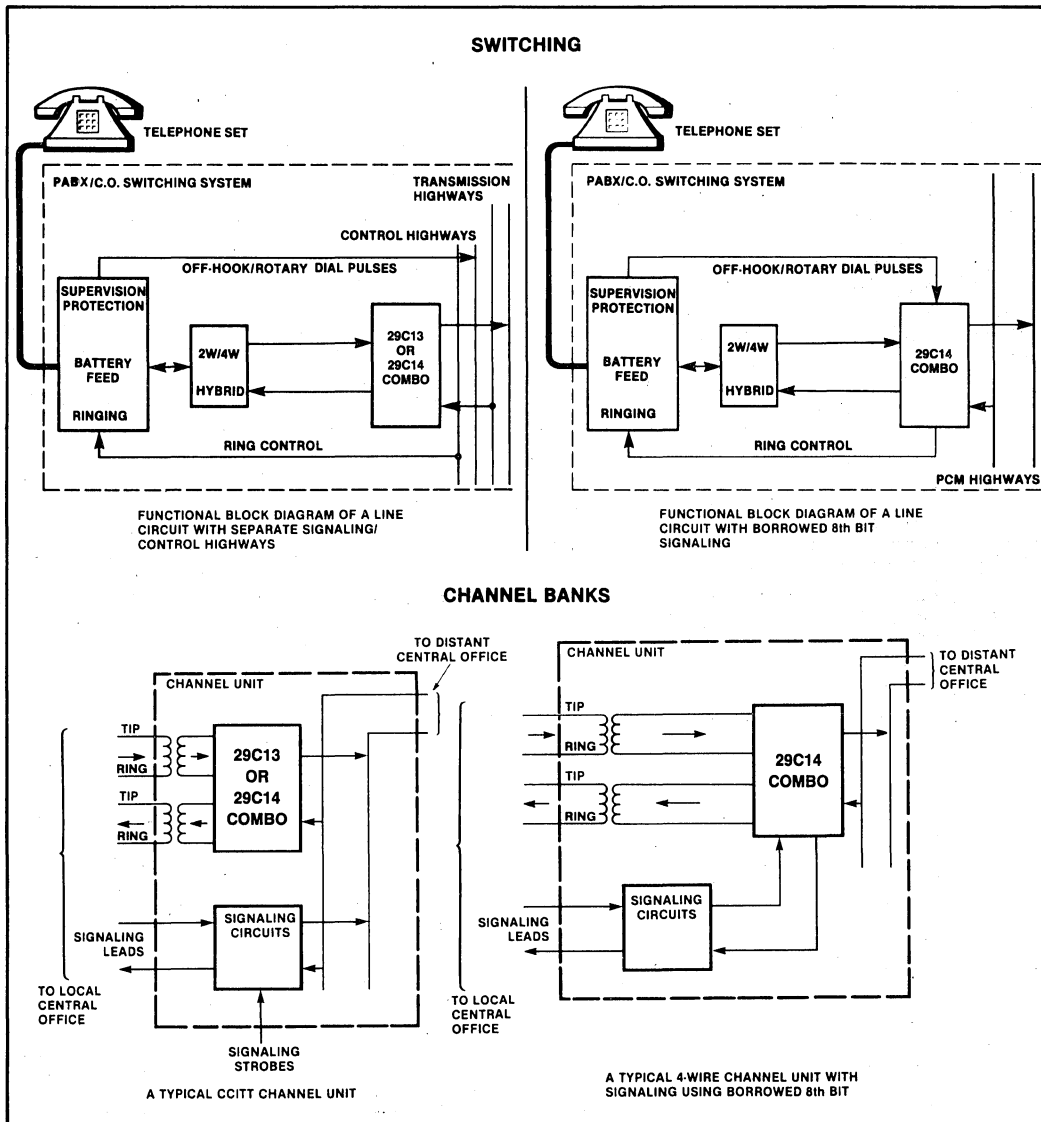 SWITCHING
TELEPHONE SET
PABX/C.O. SWITCHING SYSTEM
TRANSMISSION
HIGHWAYS
CONTROL HIGHWAYS
OFF-HOOK/ROTARY DIAL PULSES
SUPERVISION
PROTECTION
BATTERY
FEED
RINGING
2W/4W
HYBRID
29C13
OR
29C14
COMBO
RING CONTROL
FUNCTIONAL BLOCK DIAGRAM OF A LINE
CIRCUIT WITH SEPARATE SIGNALING/
CONTROL HIGHWAYS
TELEPHONE SET
PABX/C.O. SWITCHING SYSTEM
OFF-HOOK/ROTARY DIAL PULSES
SUPERVISION
PROTECTION
BATTERY
FEED
RINGING
2W/4W
HYBRID
29C14
COMBO
RING CONTROL
PCM HIGHWAYS
FUNCTIONAL BLOCK DIAGRAM OF A LINE
CIRCUIT WITH BORROWED 8th BIT
SIGNALING
CHANNEL BANKS
TO DISTANT
CENTRAL OFFICE
CHANNEL UNIT
TIP
RING
TIP
RING
29C13
OR
29C14
COMBO
SIGNALING
CIRCUITS
SIGNALING
LEADS
TO LOCAL
CENTRAL
OFFICE
SIGNALING
STROBES
A TYPICAL CCITT CHANNEL UNIT
CHANNEL UNIT
TO DISTANT
CENTRAL
OFFICE
TIP
RING
TIP
RING
29C14
COMBO
SIGNALING
CIRCUITS
SIGNALING
LEADS
TO LOCAL
CENTRAL
OFFICE
A TYPICAL 4-WIRE CHANNEL UNIT WITH
SIGNALING USING BORROWED 8th BIT